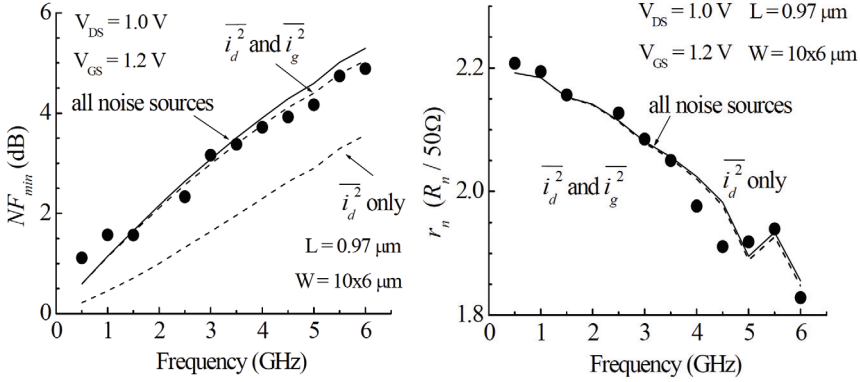 V_DS = 1.0 V
V_GS = 1.2 V
i_d^2 and i_g^2
all noise sources
i_d^2 only
L = 0.97 μm
W = 10x6 μm
NF_min (dB)
6
4
2
0
0 1 2 3 4 5 6
Frequency (GHz)
V_DS = 1.0 V L = 0.97 μm
V_GS = 1.2 V W = 10x6 μm
all noise sources
i_d^2 and i_g^2
i_d^2 only
r_n (R_n / 50Ω)
2.2
2.0
1.8
0 1 2 3 4 5 6
Frequency (GHz)